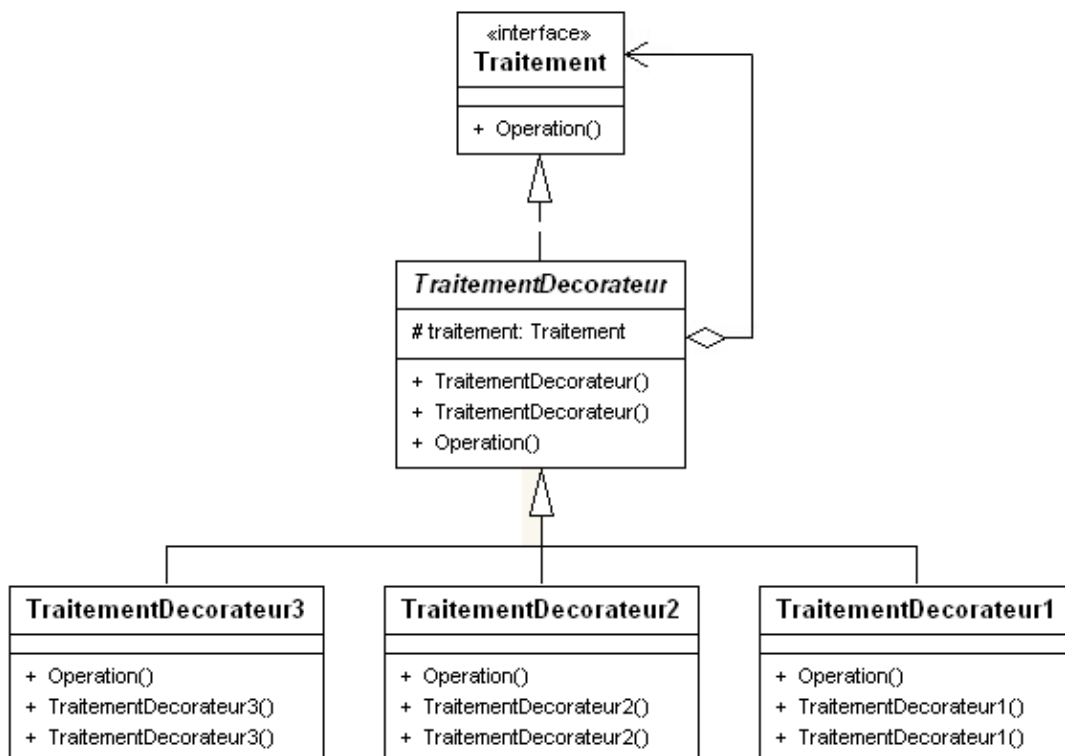 «interface»
Traitement
+ Operation()
TraitementDecorateur
# traitement: Traitement
+ TraitementDecorateur()
+ TraitementDecorateur()
+ Operation()
TraitementDecorateur3
+ Operation()
+ TraitementDecorateur3()
+ TraitementDecorateur3()
TraitementDecorateur2
+ Operation()
+ TraitementDecorateur2()
+ TraitementDecorateur2()
TraitementDecorateur1
+ Operation()
+ TraitementDecorateur1()
+ TraitementDecorateur1()